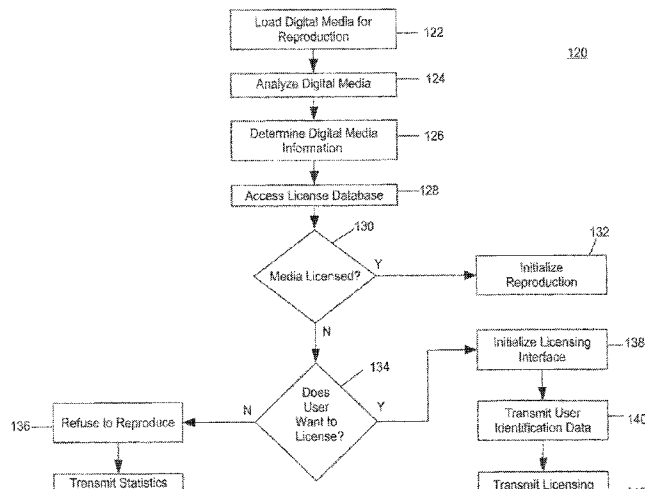 Load Digital Media for
Reproduction
122
120
Analyze Digital Media
124
Determine Digital Media
Information
126
Access License Database
128
130
Media Licensed?
Y
132
Initialize
Reproduction
N
134
Does
User
Want to
License?
N
Y
136
Refuse to Reproduce
Initialize Licensing
Interface
138
Transmit User
Identification Data
140
Transmit Statistics
Transmit Licensing